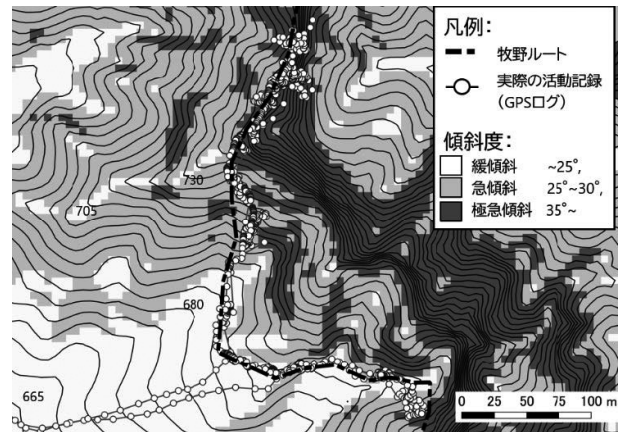 凡例:
牧野ルート
実際の活動記録
(GPSログ)
傾斜度:
緩傾斜 ~25°,
急傾斜 25°~30°,
極急傾斜 35°~
730
705
680
665
0 25 50 75 100 m